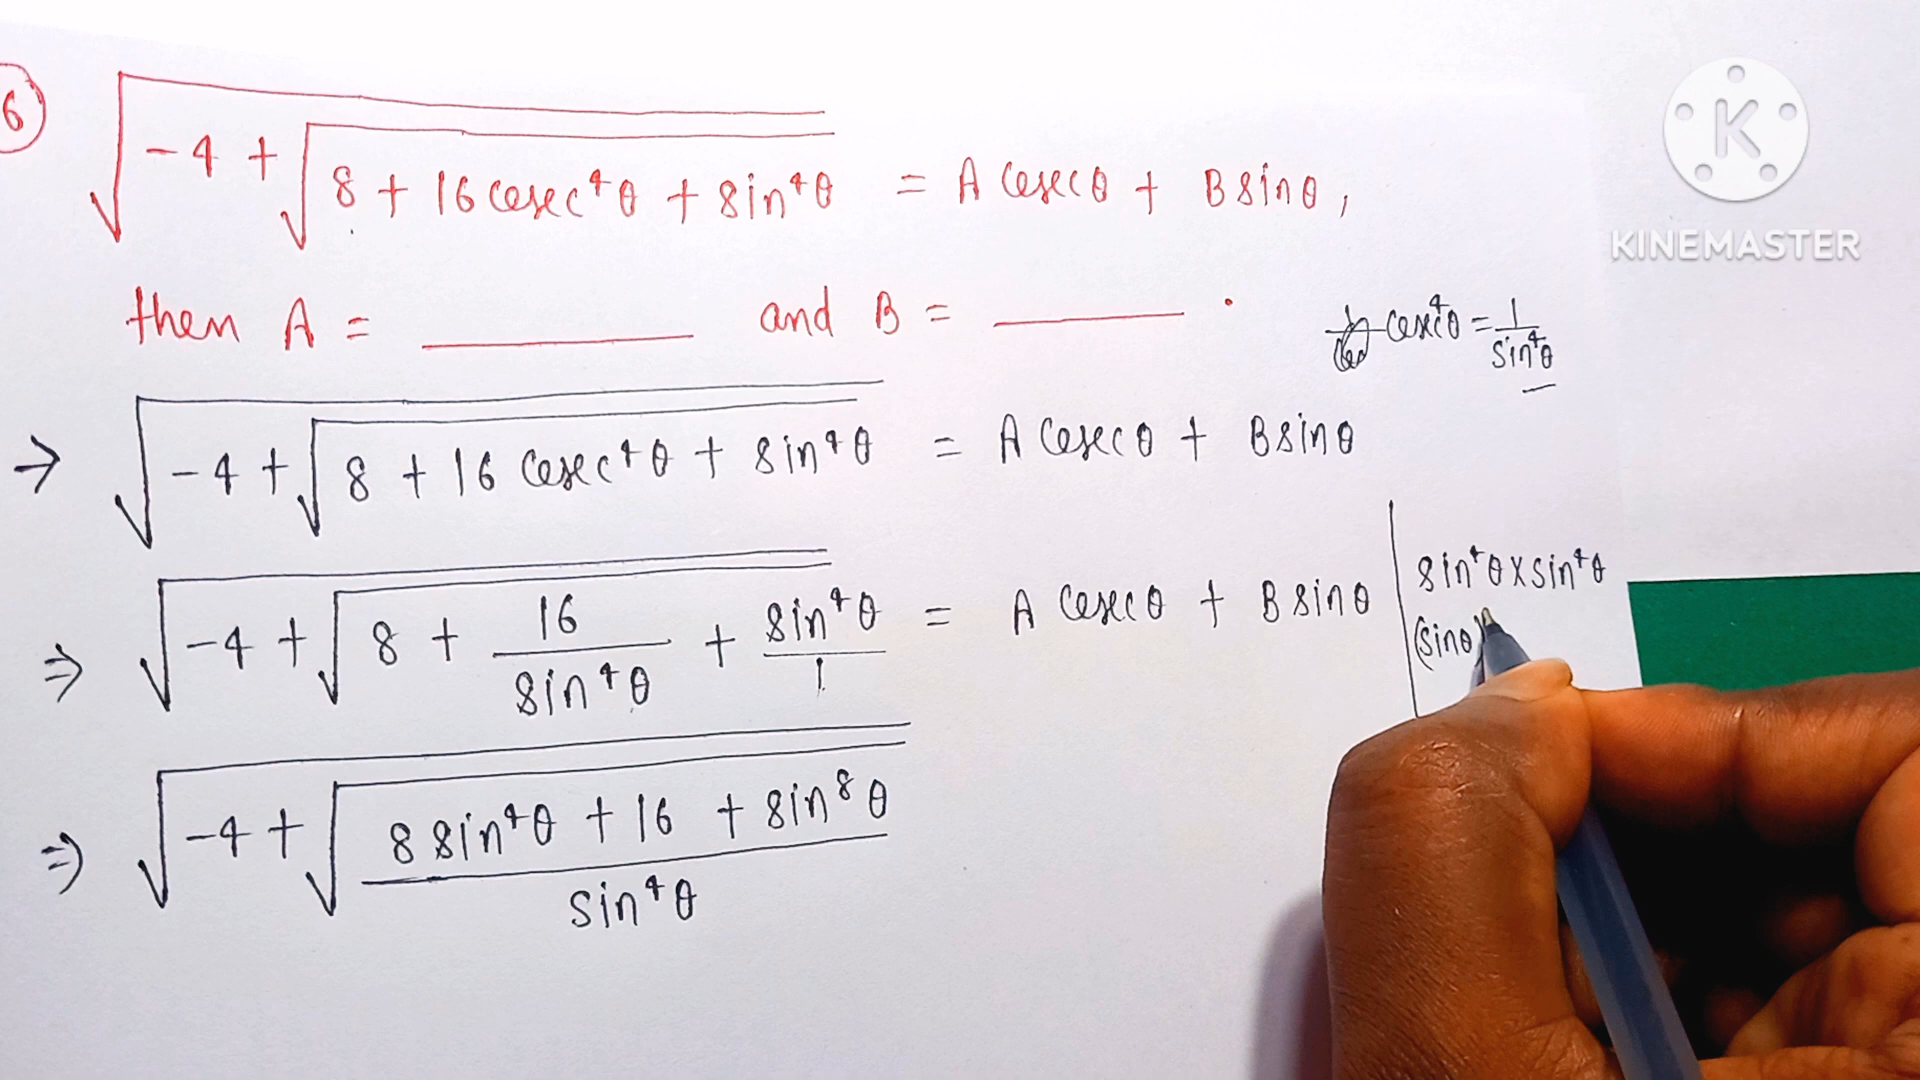 6
√(-4 + √(8 + 16 cosec⁴θ + sin⁴θ)) = A cosecθ + B sinθ,
then A = ______ and B = ______ .
cosec⁴θ = 1/sin⁴θ
→ √(-4 + √(8 + 16 cosec⁴θ + sin⁴θ)) = A cosecθ + B sinθ
⇒ √(-4 + √(8 + 16/sin⁴θ + sin⁴θ/1)) = A cosecθ + B sinθ
sin⁴θ × sin⁴θ
(sinθ)
⇒ √(-4 + √((8 sin⁴θ + 16 + sin⁸θ)/sin⁴θ))
KINEMASTER